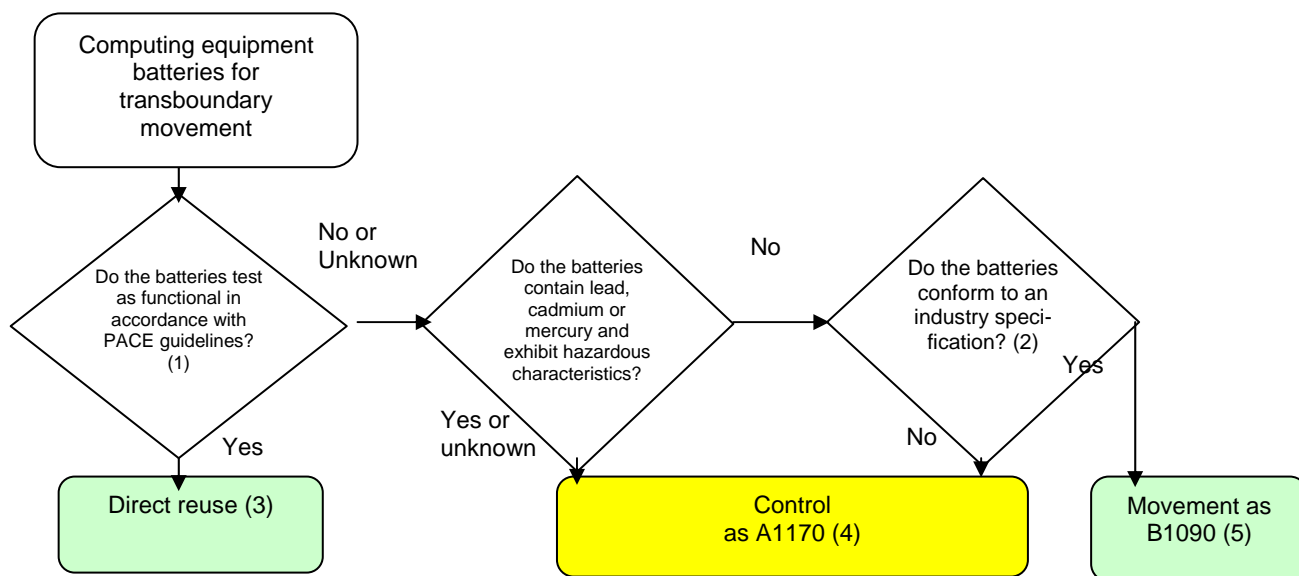 Computing equipment
batteries for
transboundary
movement
Do the batteries test
as functional in
accordance with
PACE guidelines?
(1)
No or
Unknown
Yes
Direct reuse (3)
Do the batteries
contain lead,
cadmium or
mercury and
exhibit hazardous
characteristics?
No
Yes or
unknown
Do the batteries
conform to an
industry speci-
fication? (2)
Yes
No
Control
as A1170 (4)
Movement as
B1090 (5)